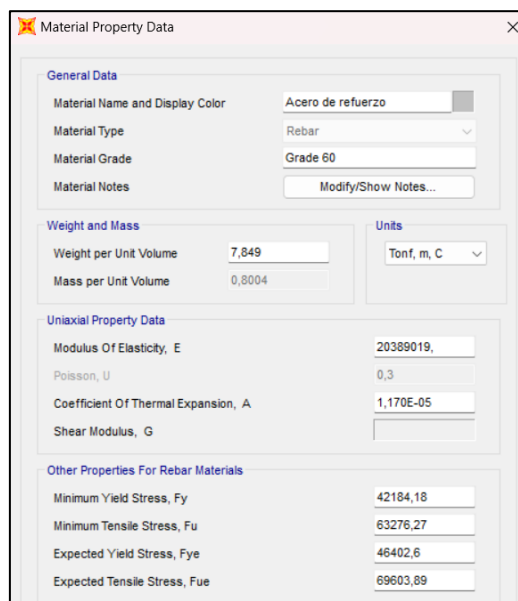 Material Property Data
General Data
Material Name and Display Color Acero de refuerzo
Material Type Rebar
Material Grade Grade 60
Material Notes Modify/Show Notes...
Weight and Mass Units
Weight per Unit Volume 7,849 Tonf, m, C
Mass per Unit Volume 0,8004
Uniaxial Property Data
Modulus Of Elasticity, E 20389019,
Poisson, U 0,3
Coefficient Of Thermal Expansion, A 1,170E-05
Shear Modulus, G
Other Properties For Rebar Materials
Minimum Yield Stress, Fy 42184,18
Minimum Tensile Stress, Fu 63276,27
Expected Yield Stress, Fye 46402,6
Expected Tensile Stress, Fue 69603,89